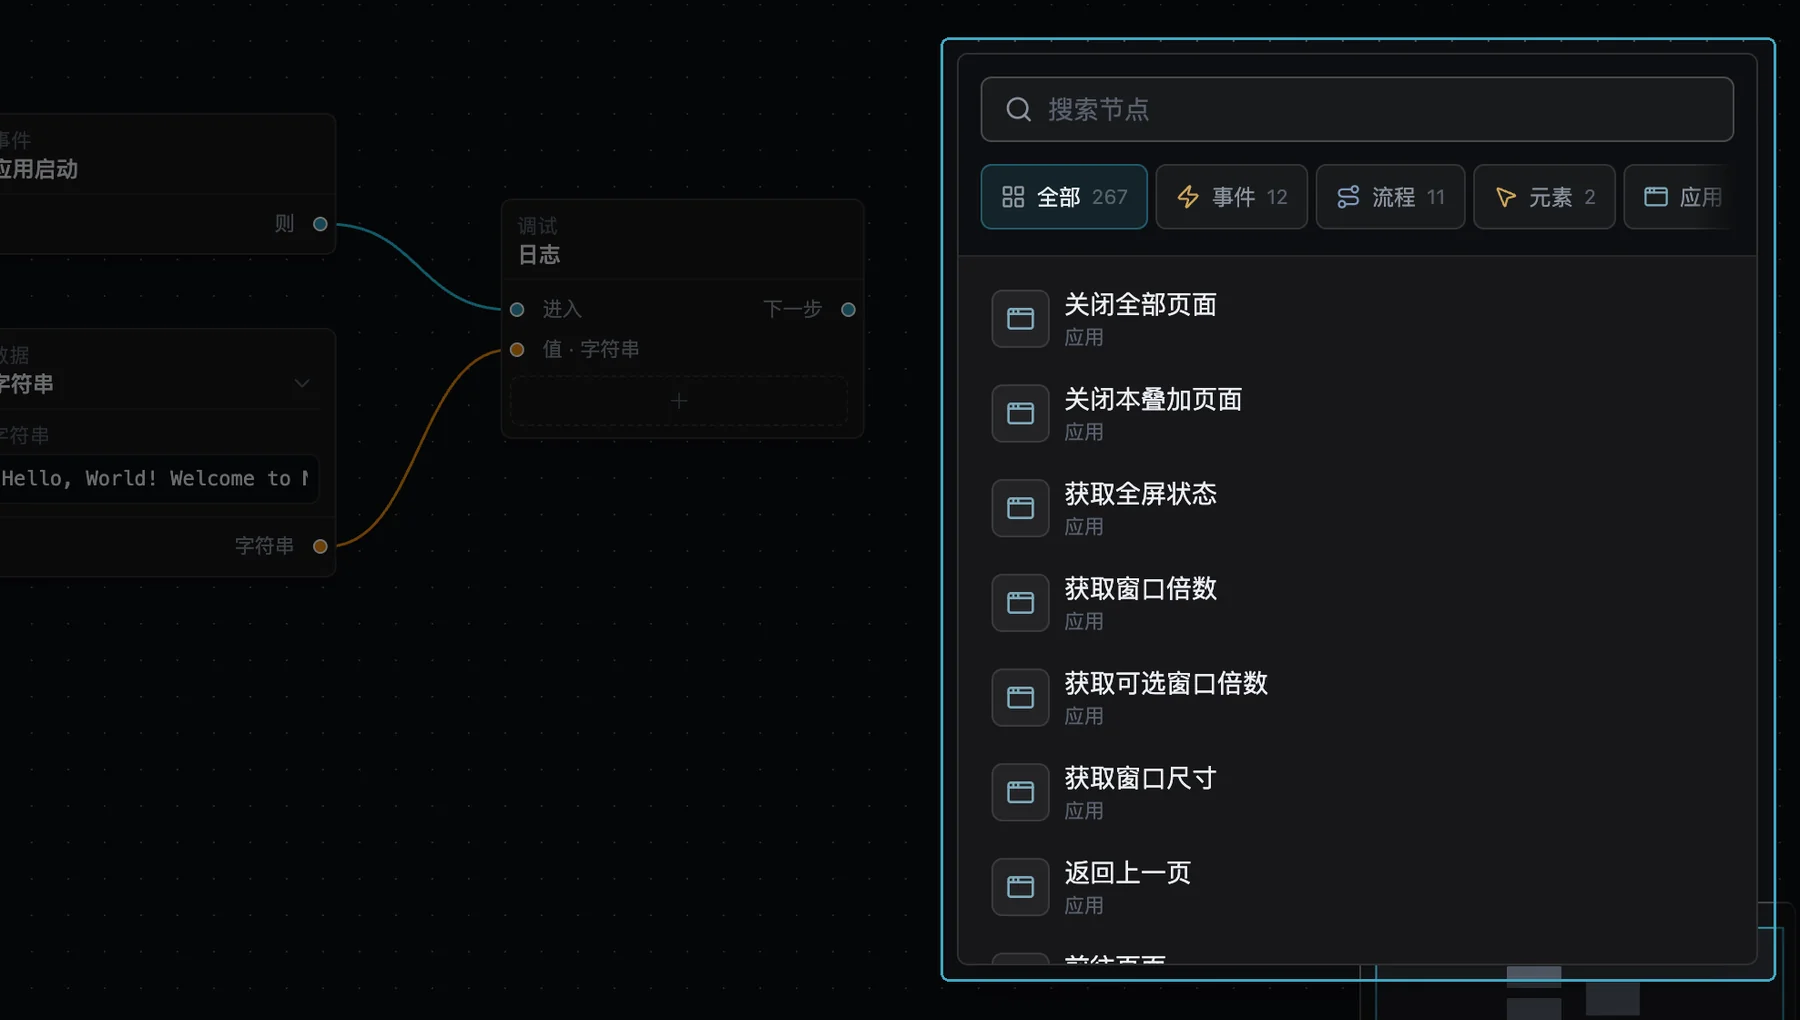 事件
应用启动
则
数据
字符串
字符串
Hello, World! Welcome to
字符串
调试
日志
进入
下一步
值 · 字符串
搜索节点
全部 267
事件 12
流程 11
元素 2
应用
关闭全部页面
应用
关闭本叠加页面
应用
获取全屏状态
应用
获取窗口倍数
应用
获取可选窗口倍数
应用
获取窗口尺寸
应用
返回上一页
应用
前往页面